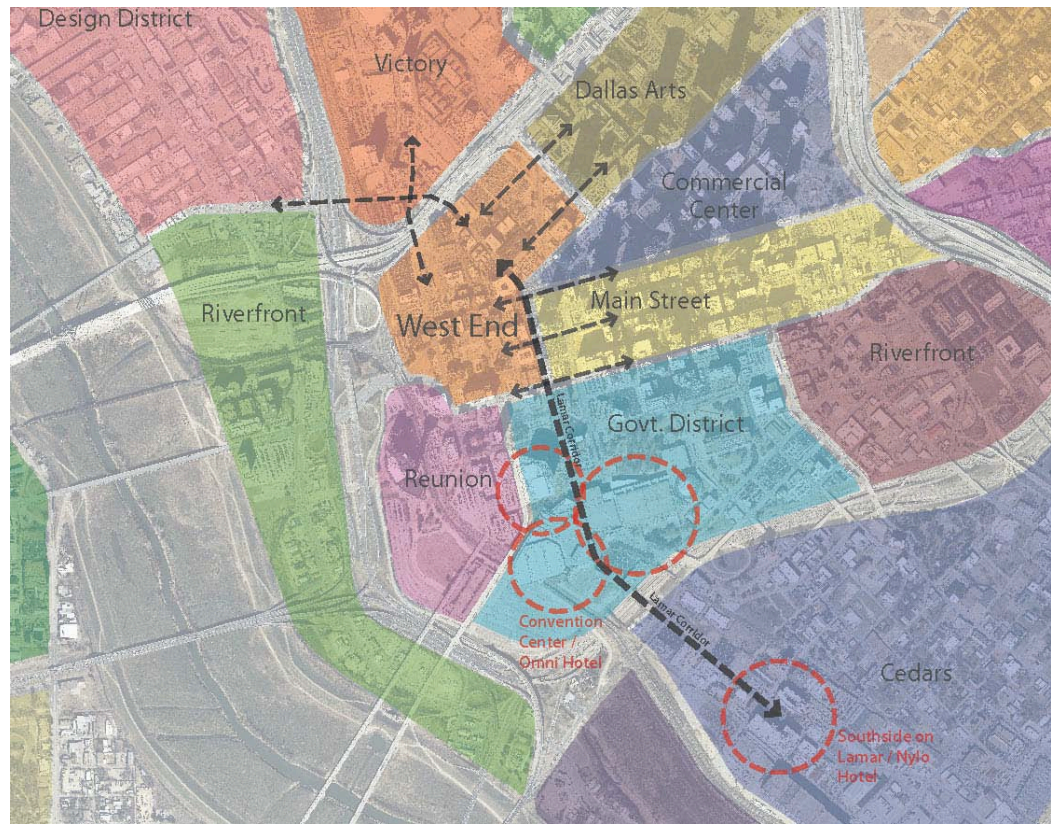 Design District
Victory
Dallas Arts
Commercial
Center
Riverfront
Main Street
West End
Riverfront
Lamar Corridor
Govt. District
Reunion
Convention
Center /
Omni Hotel
Lamar Corridor
Cedars
Southside on
Lamar / Nylo
Hotel